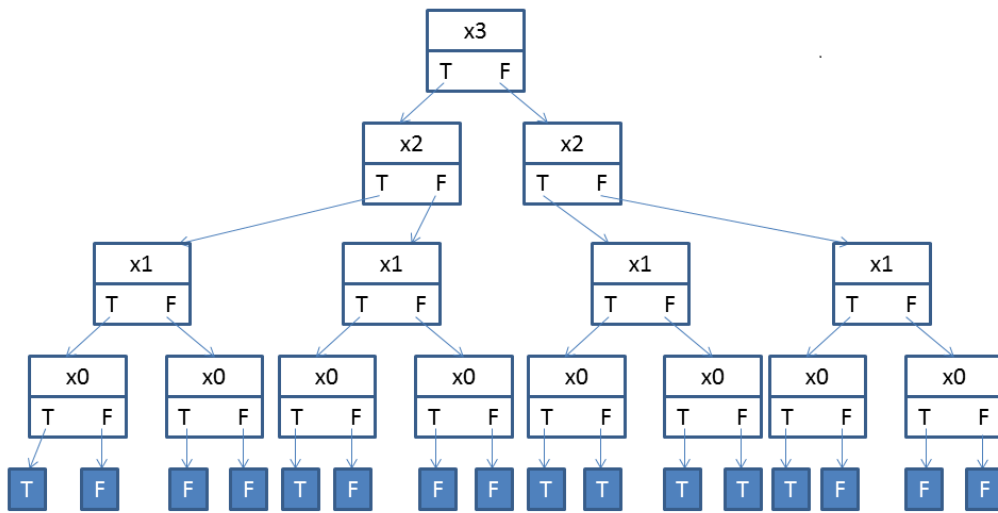 x3
T F
x2 x2
T F T F
x1 x1 x1 x1
T F T F T F T F
x0 x0 x0 x0 x0 x0 x0 x0
T F T F T F T F T F T F T F T F
T F F F T F F F T T T T T F F F